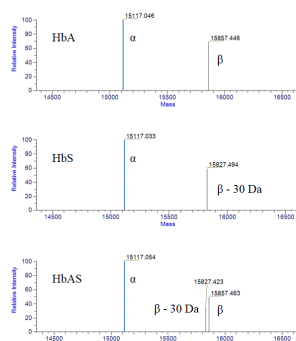 HbA
α
15117.046
15857.446
β
Relative Intensity
100
80
60
40
20
0
14500 15000 15500 16000 16500
Mass
HbS
α
15117.033
15827.494
β - 30 Da
Relative Intensity
100
80
60
40
20
0
14500 15000 15500 16000 16500
Mass
HbAS
α
15117.054
15827.423
15857.463
β - 30 Da
β
Relative Intensity
100
80
60
40
20
0
14500 15000 15500 16000 16500
Mass